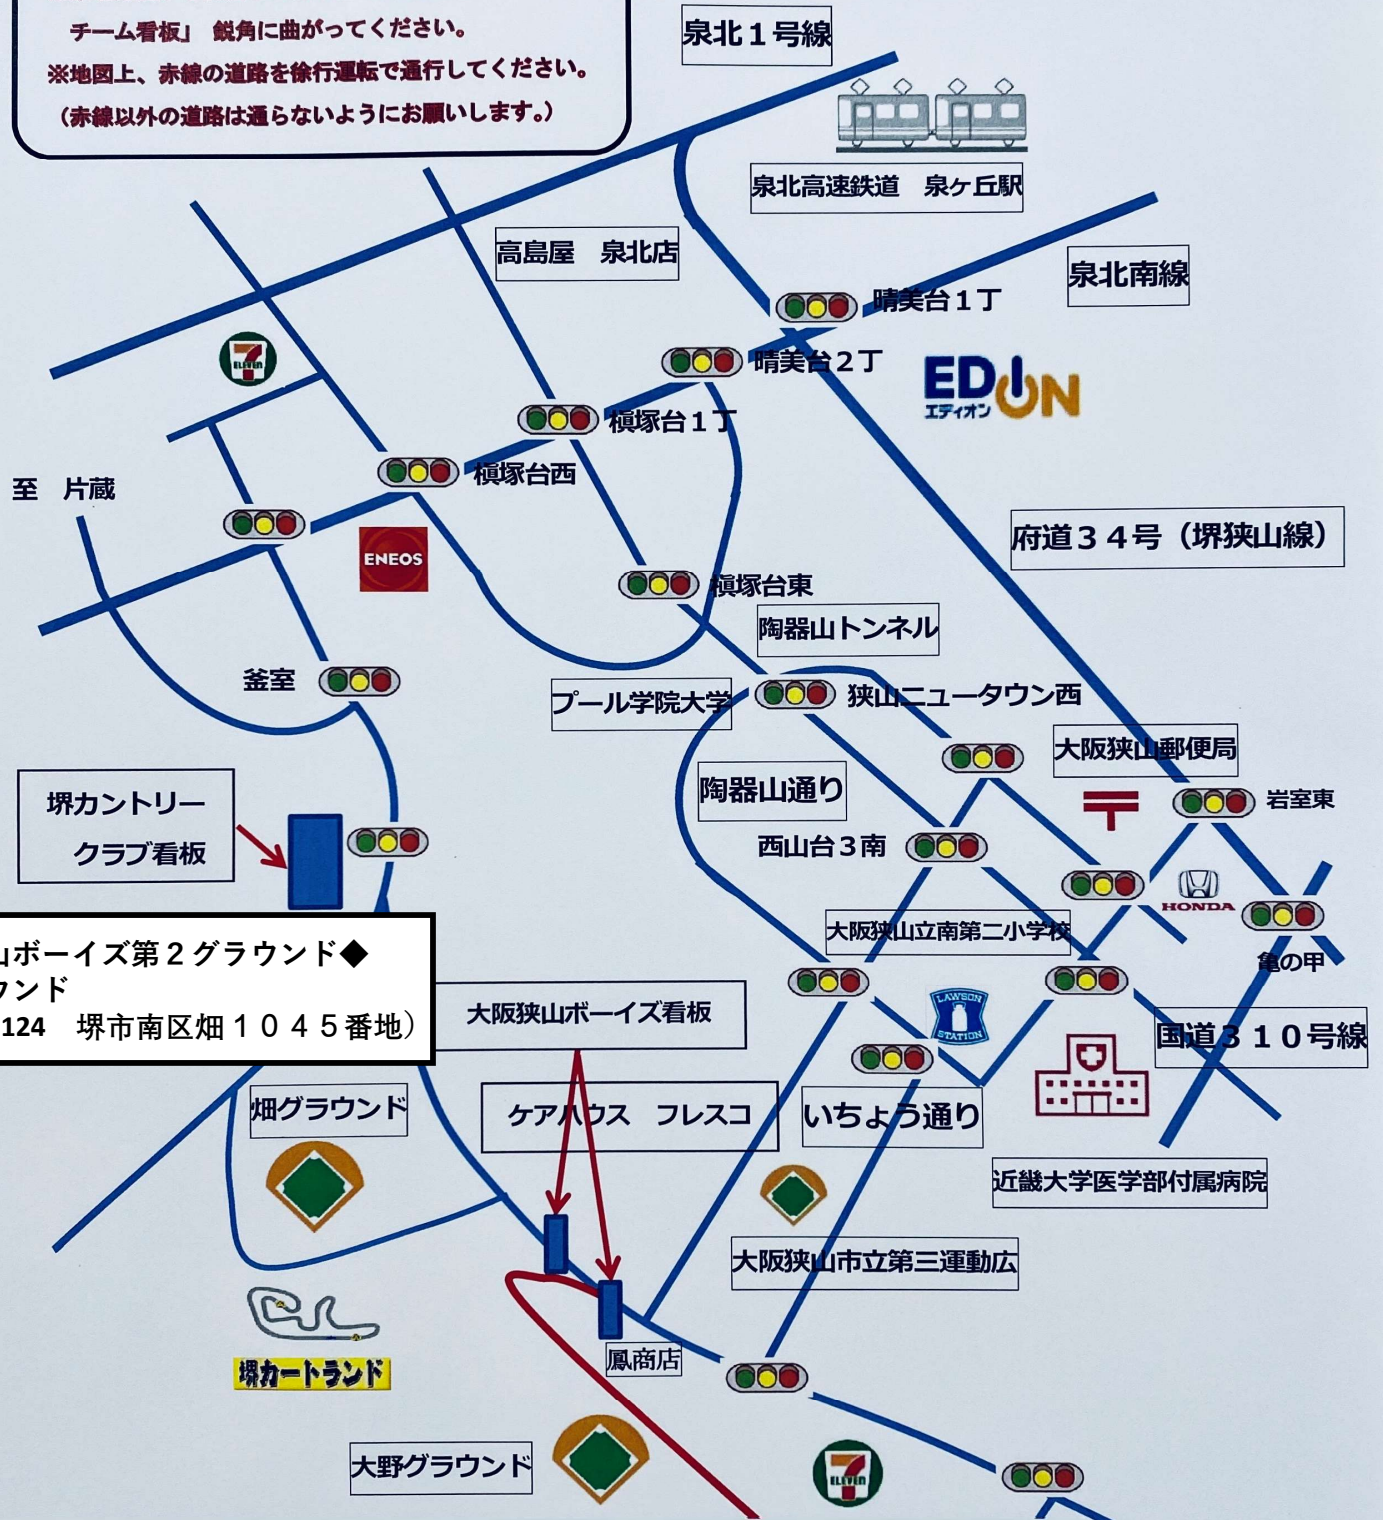 チーム看板」 鋭角に曲がってください。
※地図上、赤線の道路を徐行運転で通行してください。
（赤線以外の道路は通らないようにお願いします。）
泉北１号線
泉北高速鉄道　泉ヶ丘駅
高島屋　泉北店
泉北南線
晴美台１丁
7
ELEVEN
晴美台２丁
EDION
エディオン
槇塚台１丁
槇塚台西
至　片蔵
ENEOS
府道３４号（堺狭山線）
槇塚台東
陶器山トンネル
釜室
プール学院大学
狭山ニュータウン西
大阪狭山郵便局
陶器山通り
岩室東
堺カントリー
クラブ看板
西山台３南
HONDA
大阪狭山立南第二小学校
亀の甲
山ボーイズ第２グラウンド◆
ウンド
124　堺市南区畑１０４５番地）
大阪狭山ボーイズ看板
LAWSON
STATION
国道３１０号線
畑グラウンド
ケアハウス　フレスコ
いちょう通り
近畿大学医学部付属病院
大阪狭山市立第三運動広
堺カートランド
鳳商店
大野グラウンド
7
ELEVEN